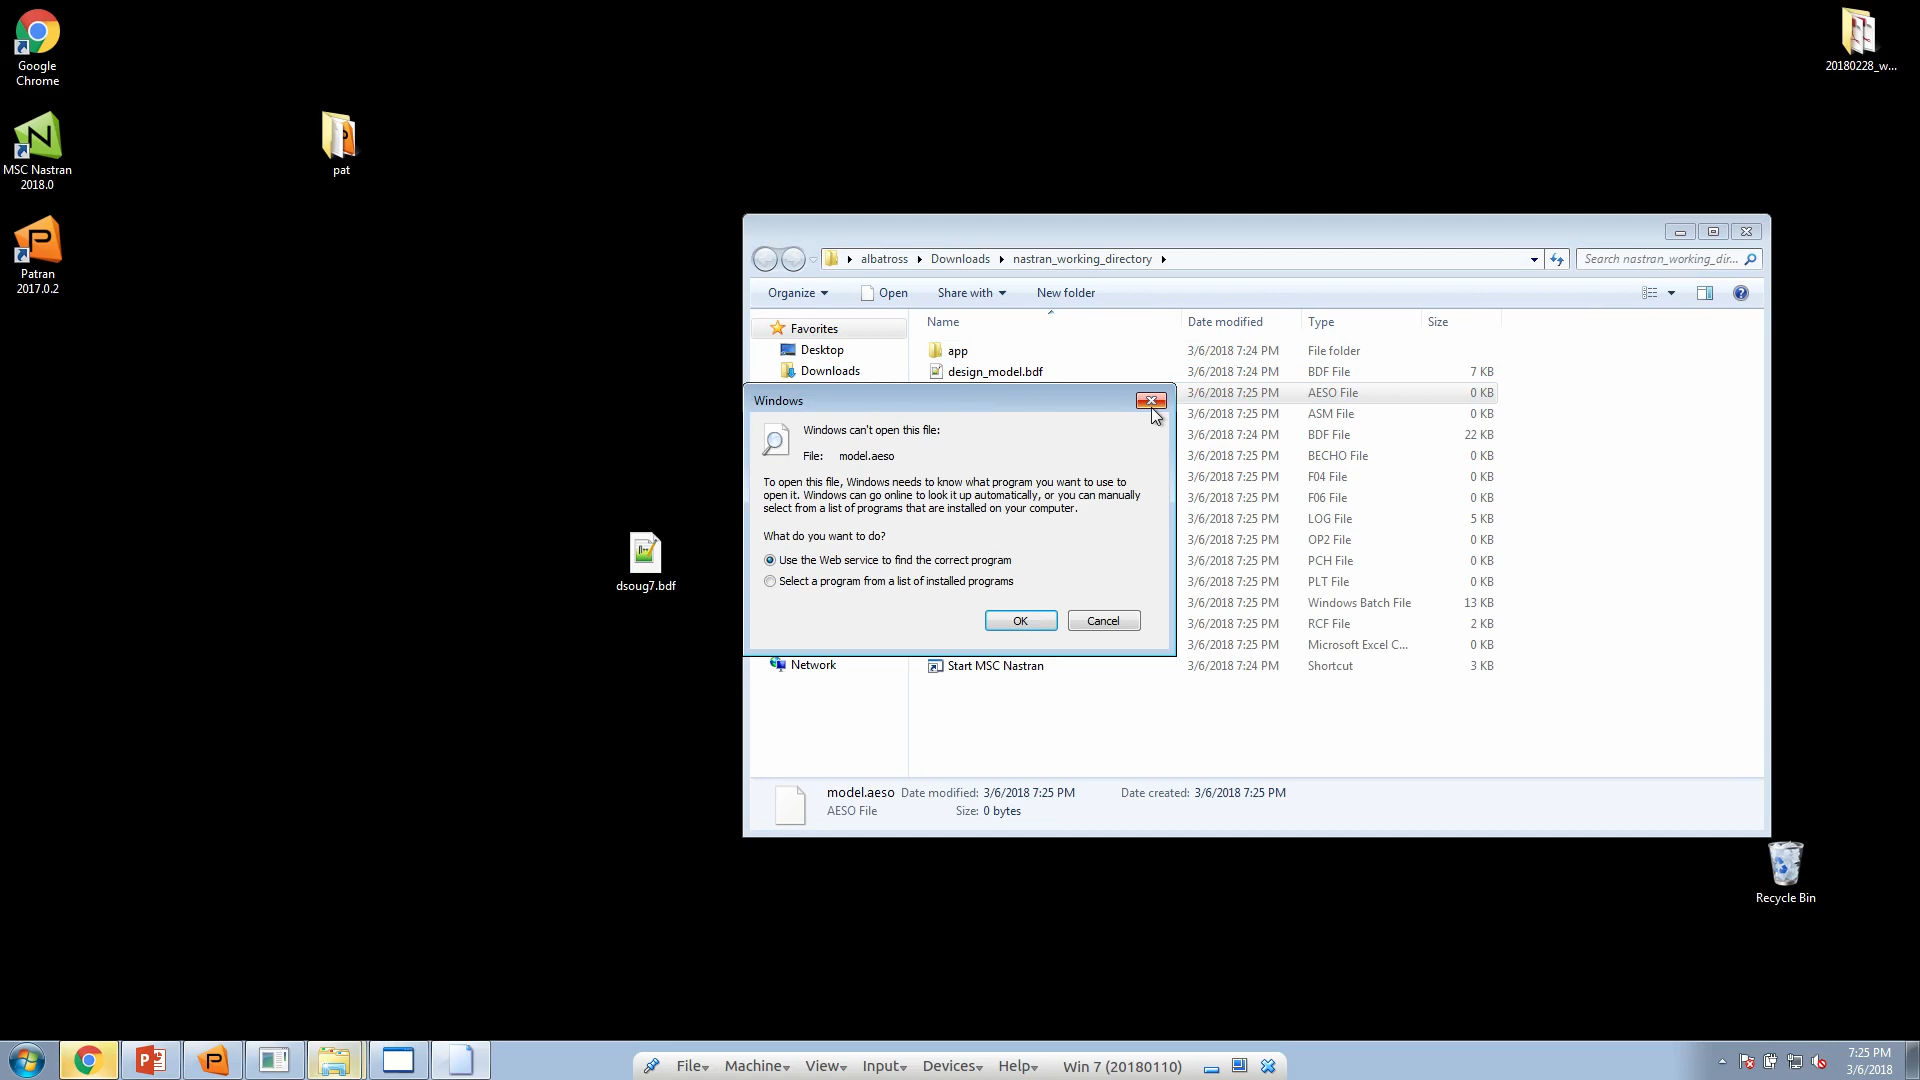 Google
Chrome
MSC Nastran
2018.0
Patran
2017.0.2
pat
20180228_w...
dsoug7.bdf
albatross
Downloads
nastran_working_directory
Search nastran_working_dir...
Organize
Open
Share with
New folder
Name
Date modified
Type
Size
Favorites
Desktop
Downloads
Network
app 3/6/2018 7:24 PM File folder
design_model.bdf 3/6/2018 7:24 PM BDF File 7 KB
3/6/2018 7:25 PM AESO File 0 KB
3/6/2018 7:25 PM ASM File 0 KB
3/6/2018 7:24 PM BDF File 22 KB
3/6/2018 7:25 PM BECHO File 0 KB
3/6/2018 7:25 PM F04 File 0 KB
3/6/2018 7:25 PM F06 File 0 KB
3/6/2018 7:25 PM LOG File 5 KB
3/6/2018 7:25 PM OP2 File 0 KB
3/6/2018 7:25 PM PCH File 0 KB
3/6/2018 7:25 PM PLT File 0 KB
3/6/2018 7:25 PM Windows Batch File 13 KB
3/6/2018 7:25 PM RCF File 2 KB
3/6/2018 7:25 PM Microsoft Excel C... 0 KB
Start MSC Nastran 3/6/2018 7:24 PM Shortcut 3 KB
Windows
Windows can't open this file:
File: model.aeso
To open this file, Windows needs to know what program you want to use to
open it. Windows can go online to look it up automatically, or you can manually
select from a list of programs that are installed on your computer.
What do you want to do?
Use the Web service to find the correct program
Select a program from a list of installed programs
OK
Cancel
model.aeso Date modified: 3/6/2018 7:25 PM Date created: 3/6/2018 7:25 PM
AESO File Size: 0 bytes
Recycle Bin
File
Machine
View
Input
Devices
Help
Win 7 (20180110)
7:25 PM
3/6/2018